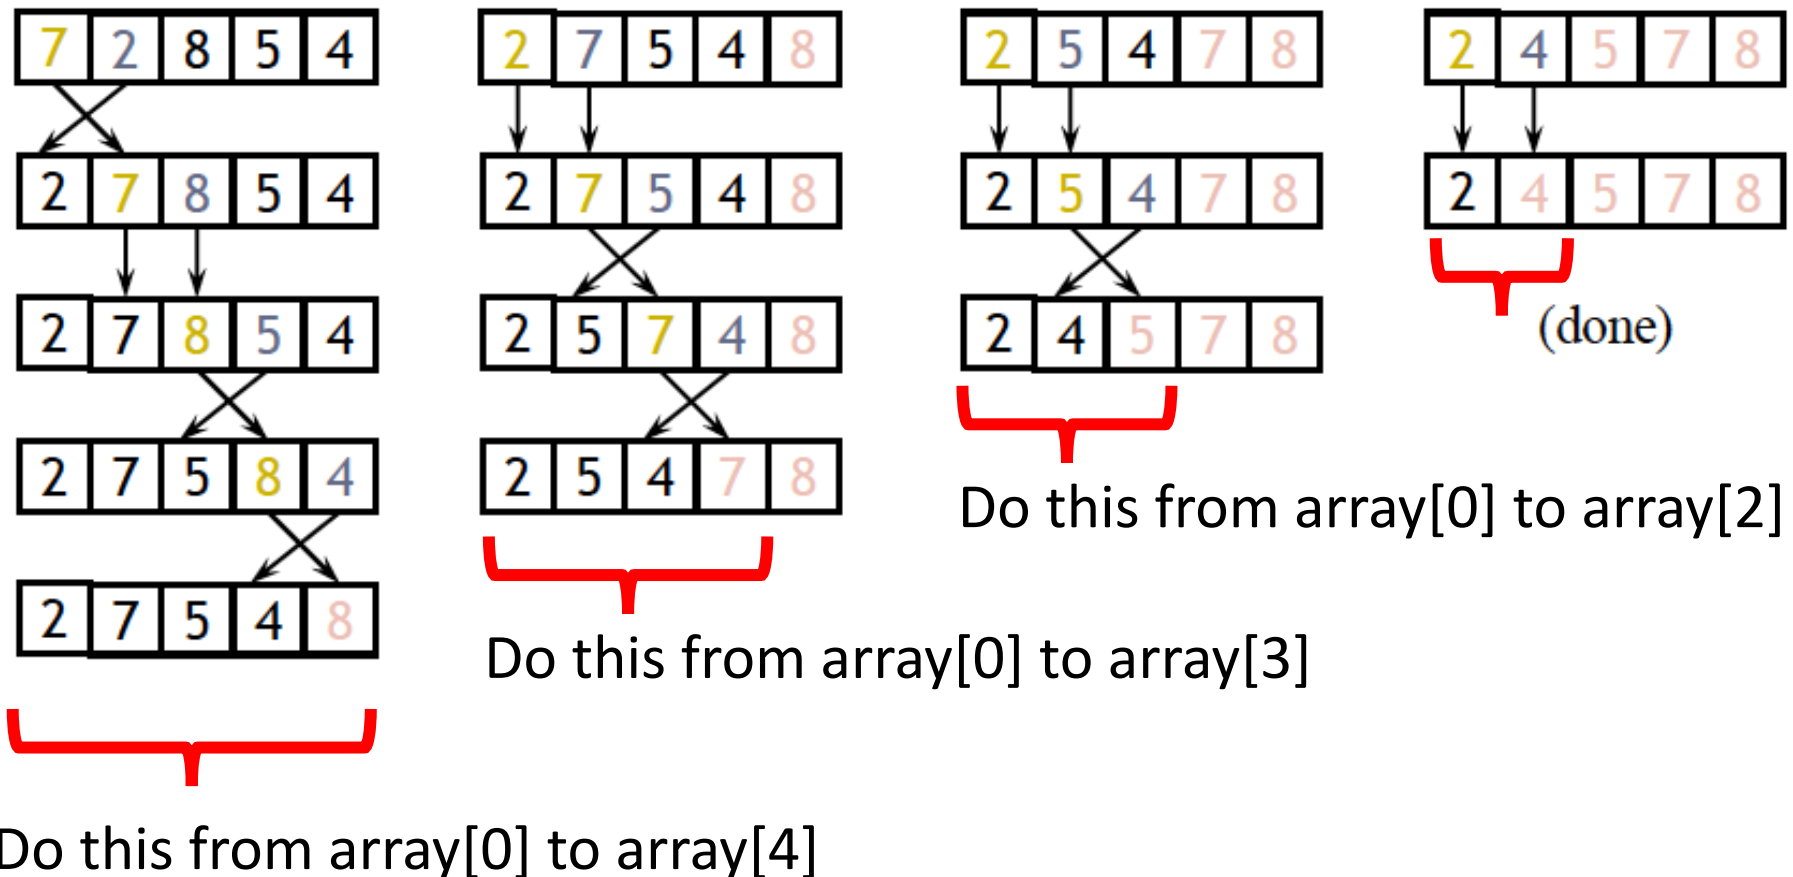 7 2 8 5 4
2 7 8 5 4
2 7 8 5 4
2 7 5 8 4
2 7 5 4 8
Do this from array[0] to array[4]
2 7 5 4 8
2 7 5 4 8
2 5 7 4 8
2 5 4 7 8
Do this from array[0] to array[3]
2 5 4 7 8
2 5 4 7 8
2 4 5 7 8
Do this from array[0] to array[2]
2 4 5 7 8
2 4 5 7 8
(done)